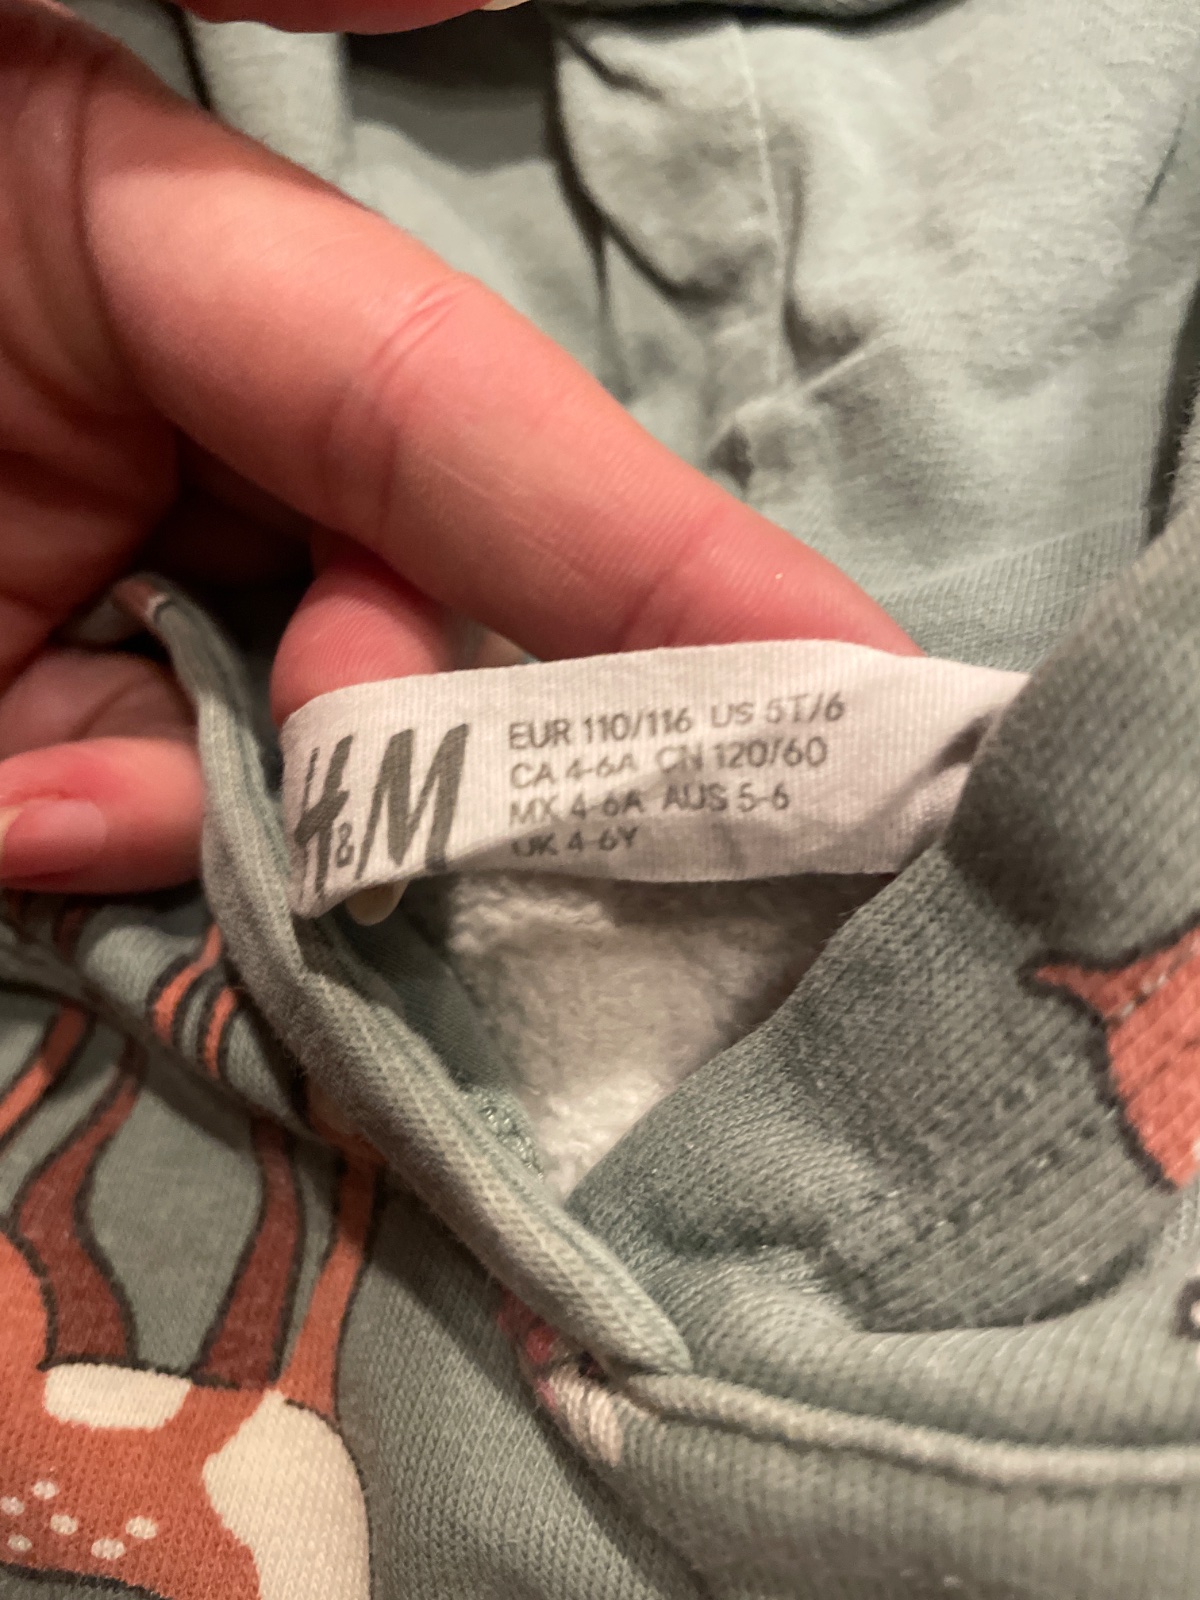 H&M
EUR 110/116 US 5T/6
CA 4-6A CN 120/60
MX 4-6A AUS 5-6
UK 4-6Y